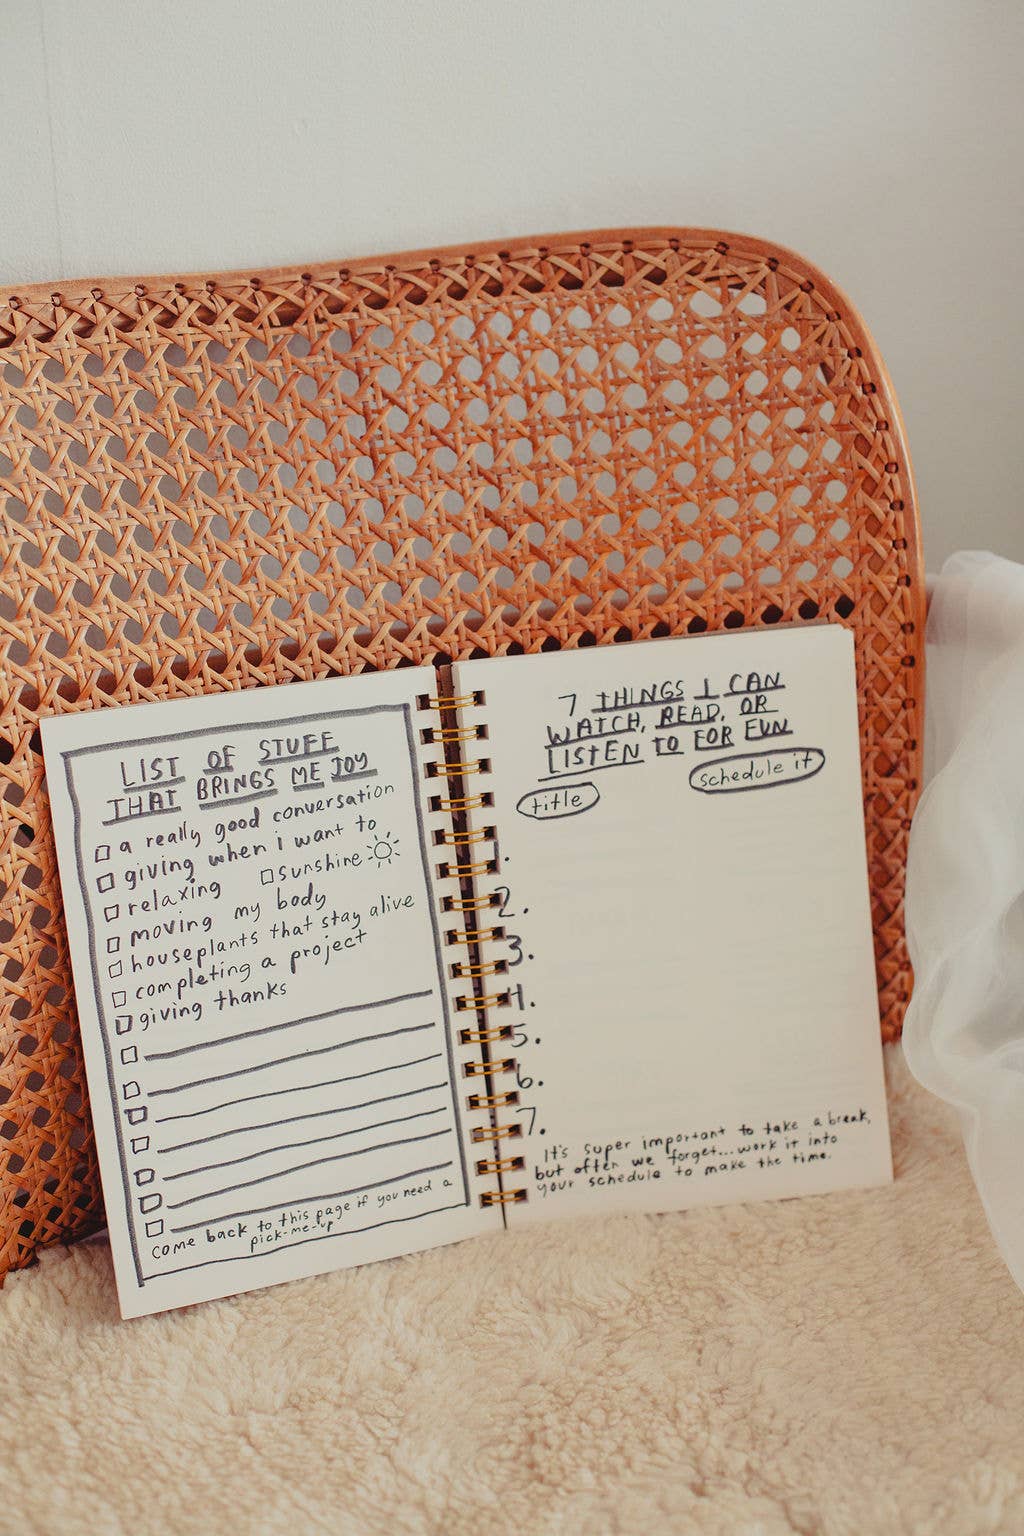 LIST OF STUFF
THAT BRINGS ME JOY
a really good conversation
giving when i want to
relaxing sunshine
moving my body
houseplants that stay alive
completing a project
giving thanks
come back to this page if you need a
pick-me-up
7 THINGS I CAN
WATCH, READ, OR
LISTEN TO FOR FUN
title schedule it
1.
2.
3.
4.
5.
6.
7.
It's super important to take a break,
but often we forget...work it into
your schedule to make the time.